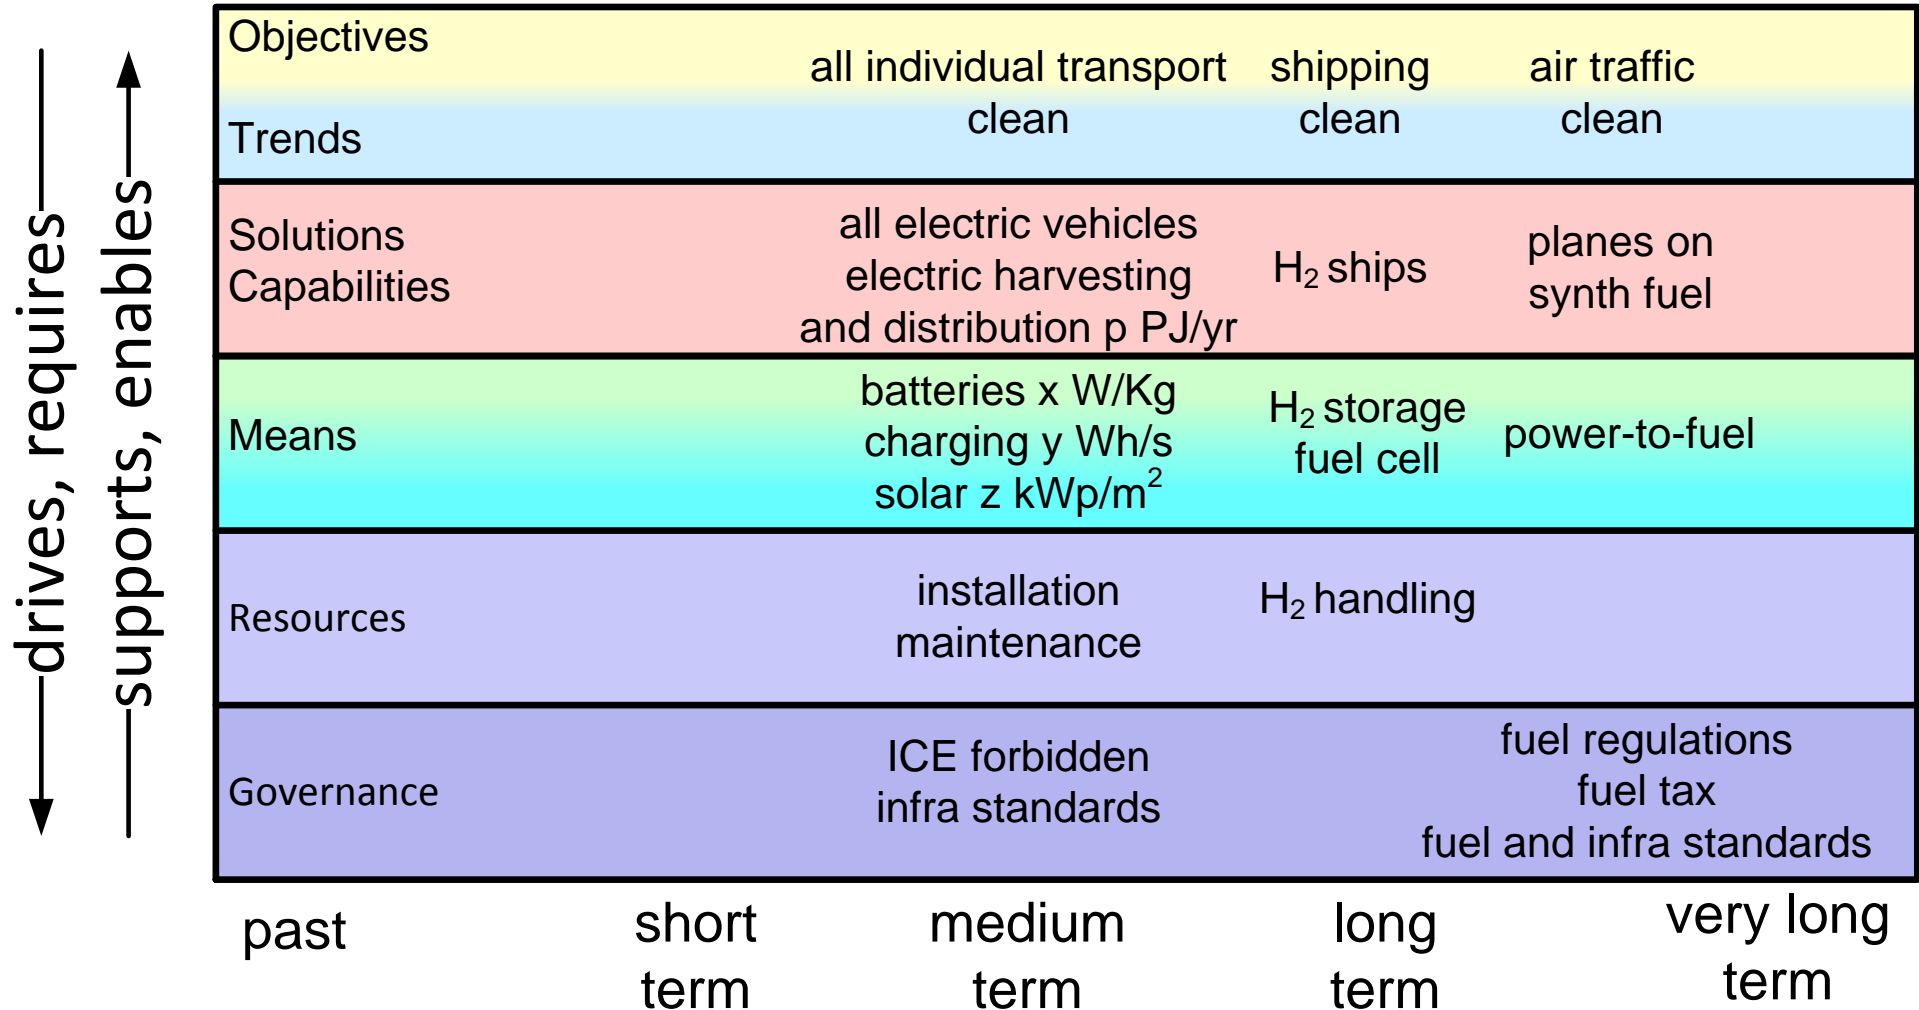 drives, requires
supports, enables
Objectives
all individual transport
clean
shipping
clean
air traffic
clean
Trends
Solutions
Capabilities
all electric vehicles
electric harvesting
and distribution p PJ/yr
H₂ ships
planes on
synth fuel
Means
batteries x W/Kg
charging y Wh/s
solar z kWp/m²
H₂ storage
fuel cell
power-to-fuel
Resources
installation
maintenance
H₂ handling
Governance
ICE forbidden
infra standards
fuel regulations
fuel tax
fuel and infra standards
past
short
term
medium
term
long
term
very long
term